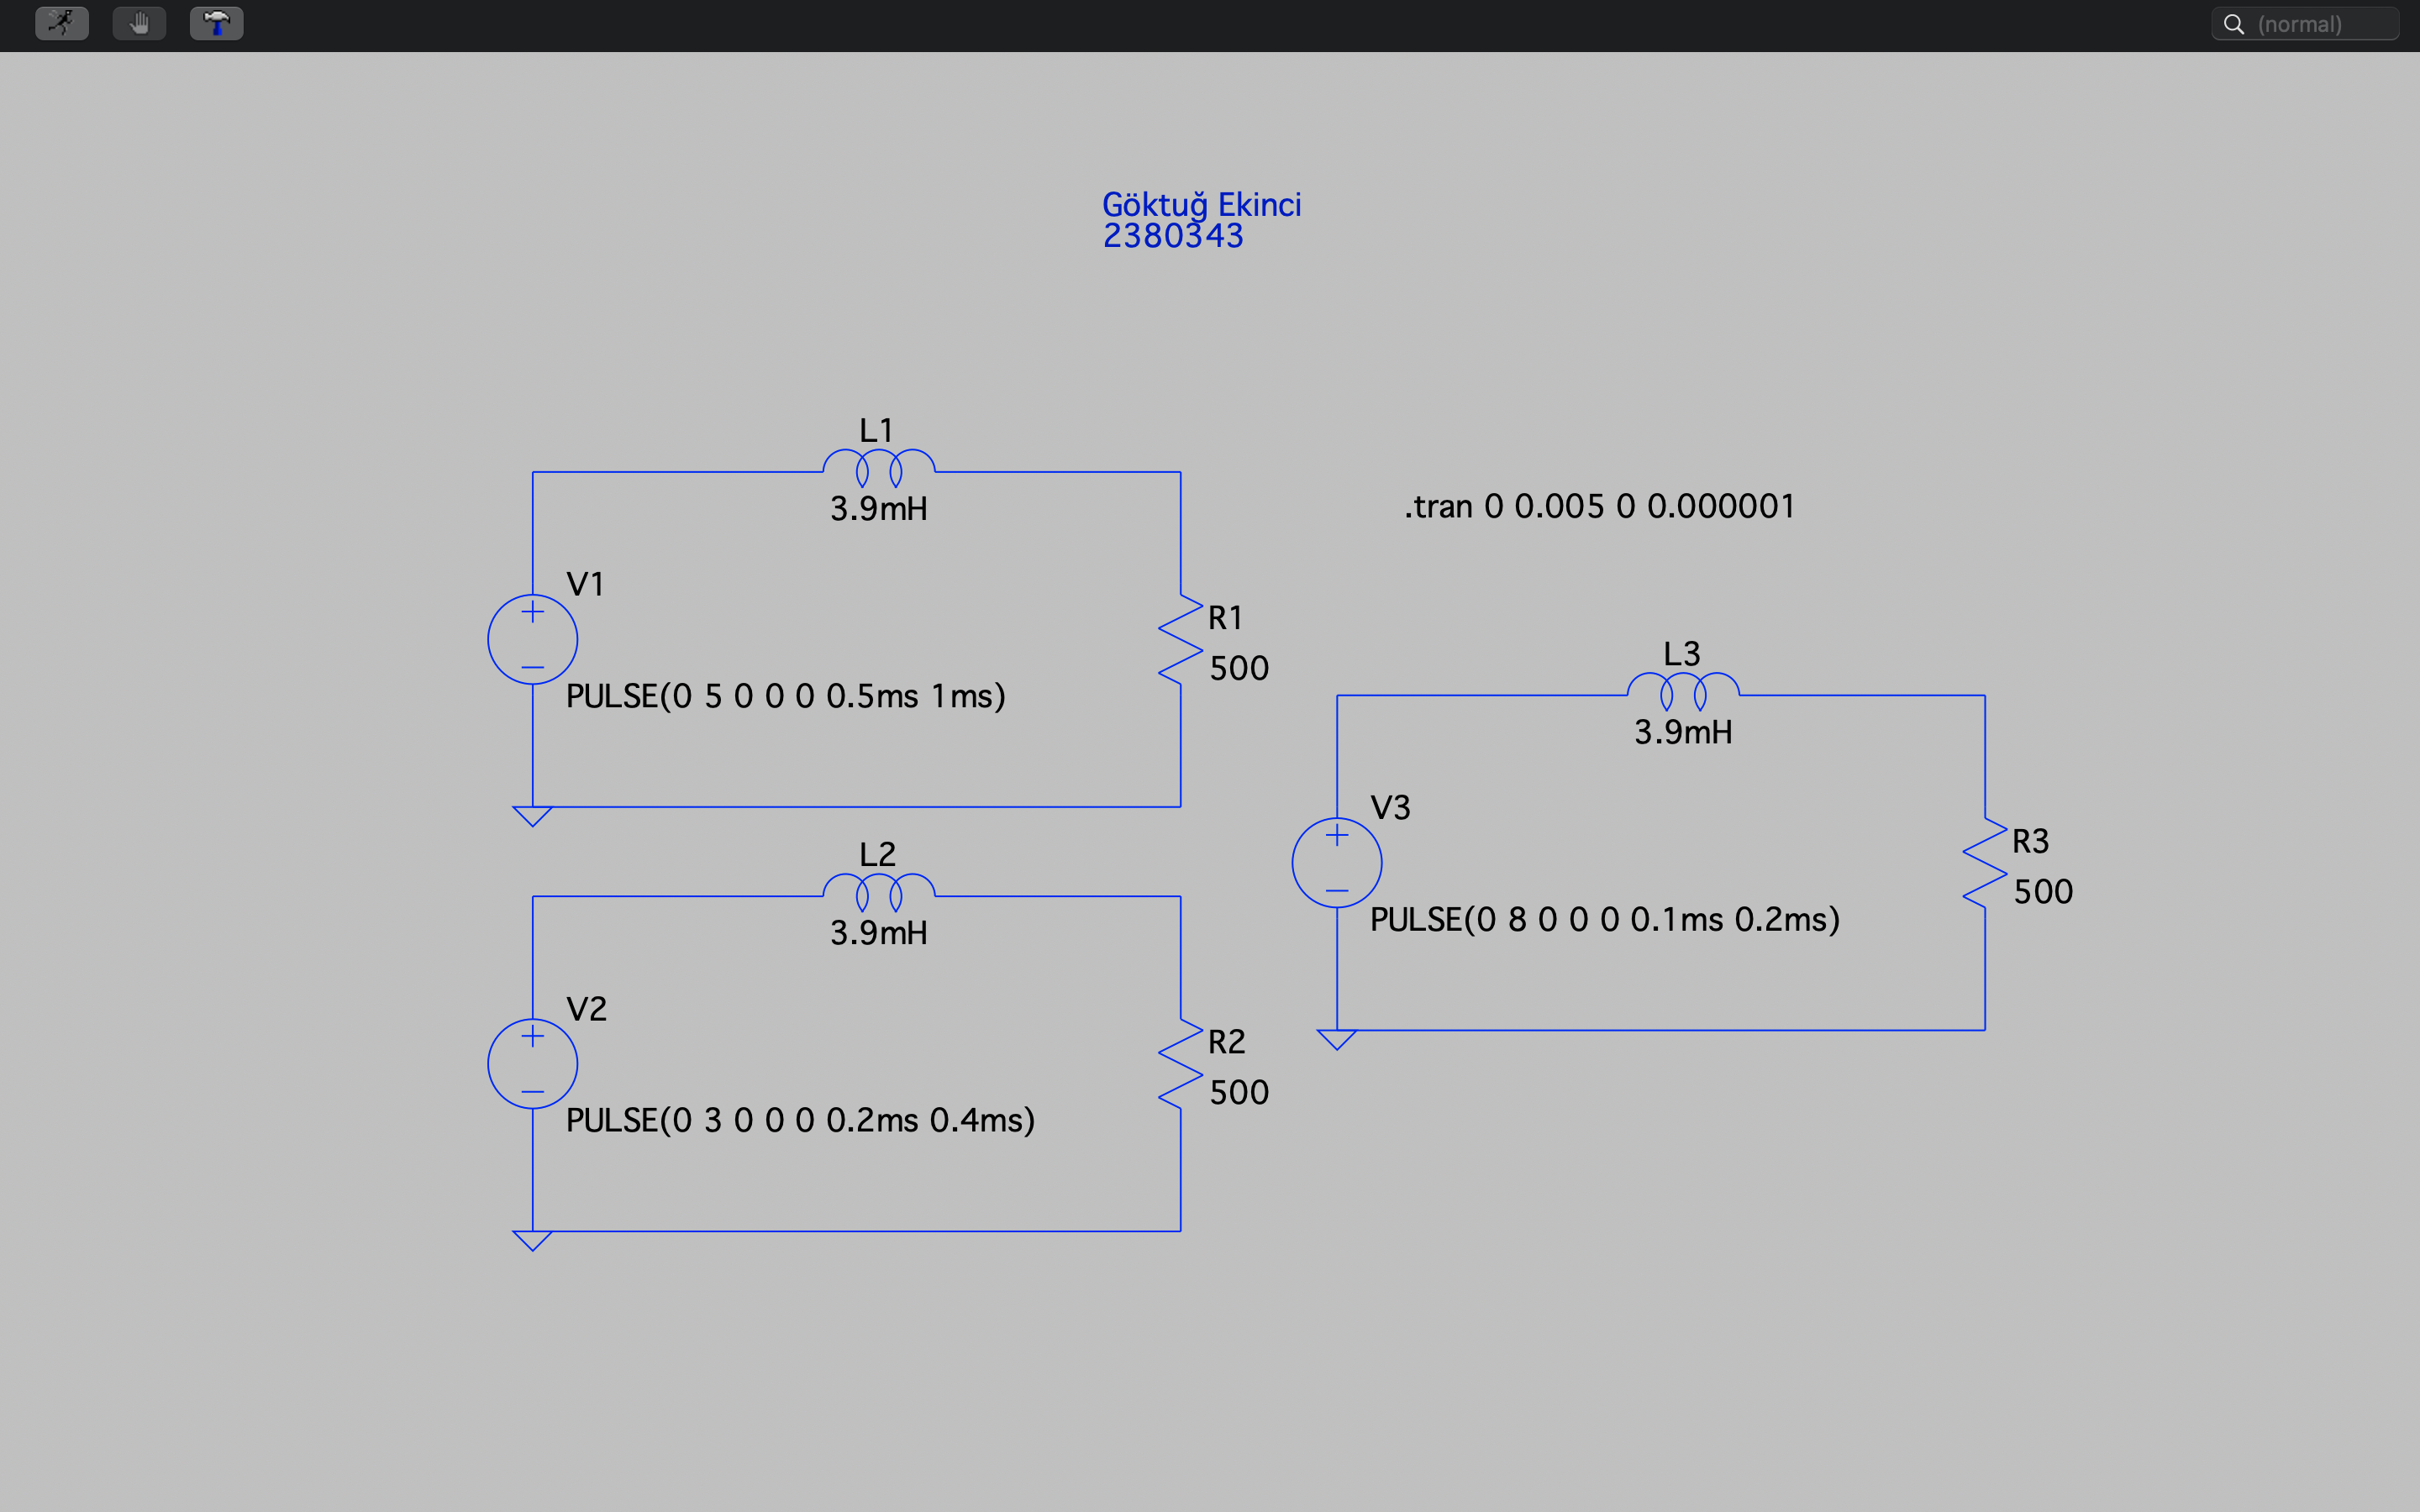 (normal)
Göktuğ Ekinci
2380343
L1
3.9mH
.tran 0 0.005 0 0.000001
V1
R1
500
PULSE(0 5 0 0 0 0.5ms 1ms)
L3
3.9mH
V3
R3
500
PULSE(0 8 0 0 0 0.1ms 0.2ms)
L2
3.9mH
V2
R2
500
PULSE(0 3 0 0 0 0.2ms 0.4ms)